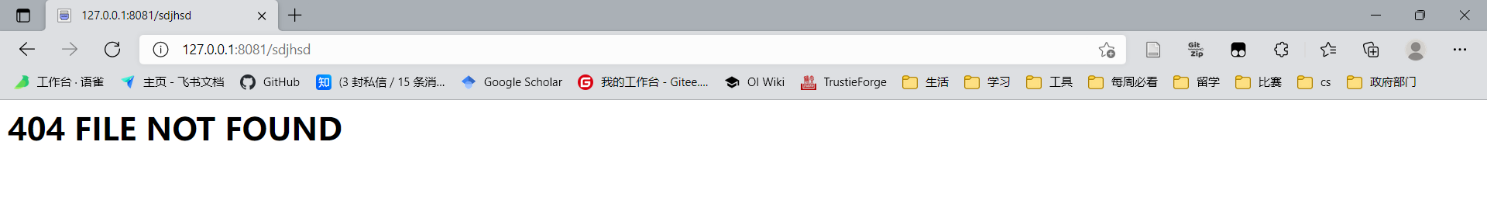 127.0.0.1:8081/sdjhsd
127.0.0.1:8081/sdjhsd
Git Zip
工作台 · 语雀 主页 - 飞书文档 GitHub 知 (3 封私信 / 15 条消... Google Scholar G 我的工作台 - Gitee.... OI Wiki TrustieForge 生活 学习 工具 每周必看 留学 比赛 cs 政府部门
404 FILE NOT FOUND